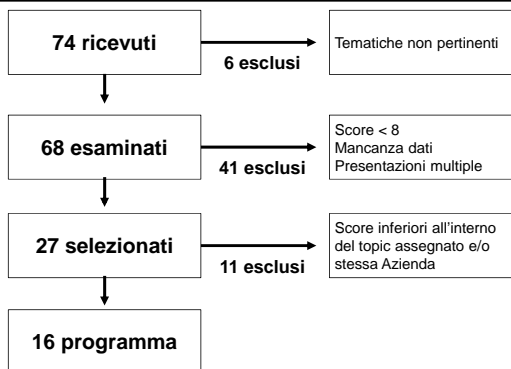 74 ricevuti
6 esclusi
Tematiche non pertinenti
68 esaminati
41 esclusi
Score < 8
Mancanza dati
Presentazioni multiple
27 selezionati
11 esclusi
Score inferiori all'interno
del topic assegnato e/o
stessa Azienda
16 programma